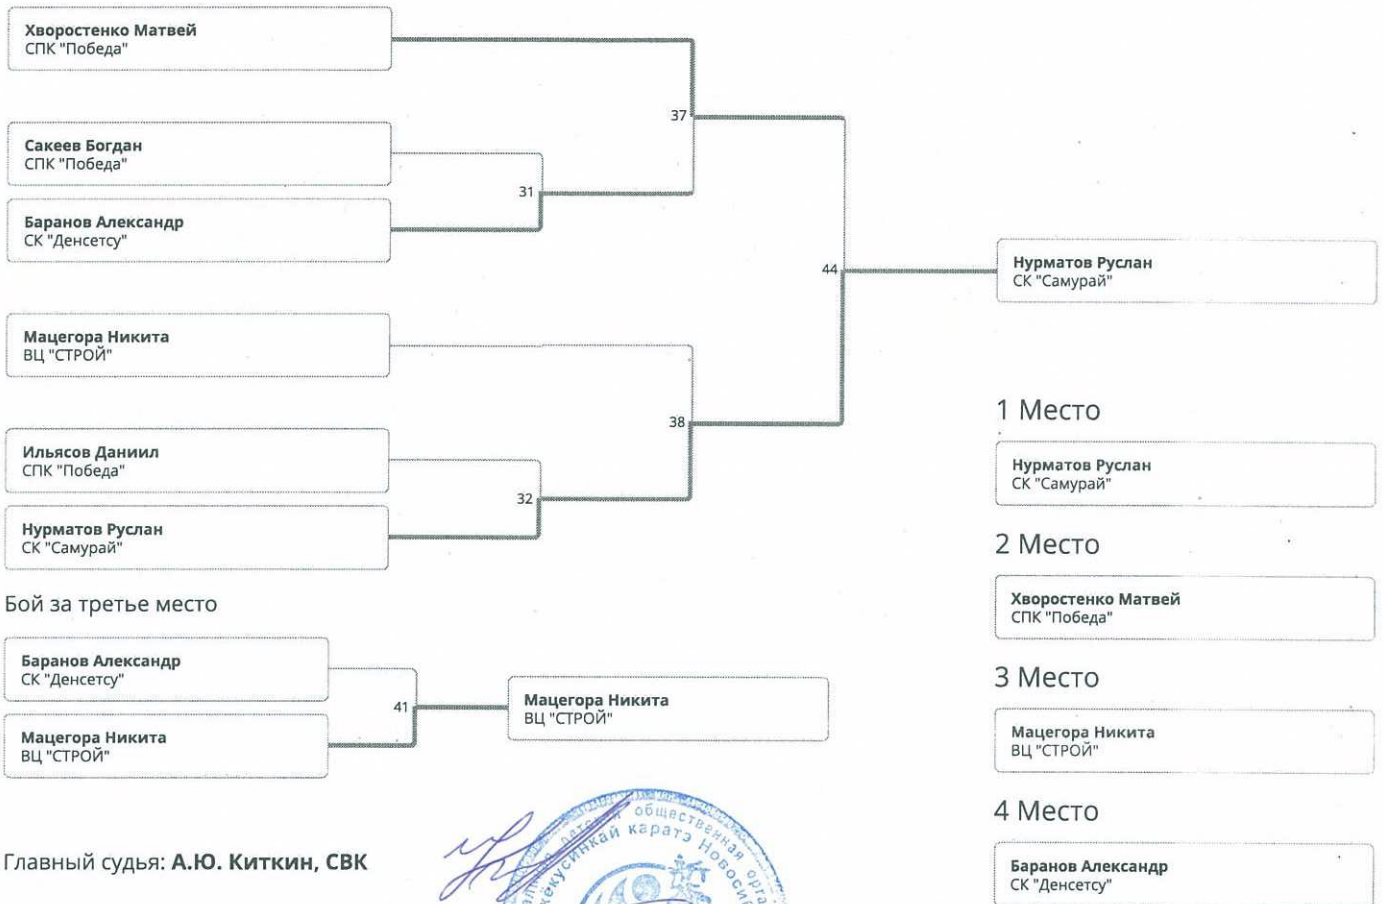 Хворостенко Матвей
СПК "Победа"
37
Сакеев Богдан
СПК "Победа"
31
Баранов Александр
СК "Денсетсу"
44
Нурматов Руслан
СК "Самурай"
Мацегора Никита
ВЦ "СТРОЙ"
38
Ильясов Даниил
СПК "Победа"
32
Нурматов Руслан
СК "Самурай"
1 Место
Нурматов Руслан
СК "Самурай"
2 Место
Хворостенко Матвей
СПК "Победа"
3 Место
Мацегора Никита
ВЦ "СТРОЙ"
4 Место
Баранов Александр
СК "Денсетсу"
Бой за третье место
Баранов Александр
СК "Денсетсу"
41
Мацегора Никита
ВЦ "СТРОЙ"
Мацегора Никита
ВЦ "СТРОЙ"
Главный судья: А.Ю. Киткин, СВК
общественная
каратэ